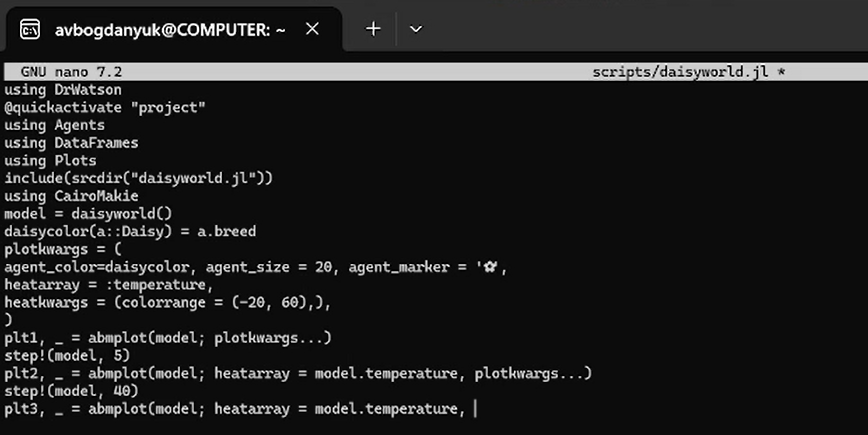 avbogdanyuk@COMPUTER: ~
GNU nano 7.2 scripts/daisyworld.jl *
using DrWatson
@quickactivate "project"
using Agents
using DataFrames
using Plots
include(srcdir("daisyworld.jl"))
using CairoMakie
model = daisyworld()
daisycolor(a::Daisy) = a.breed
plotkwargs = (
agent_color=daisycolor, agent_size = 20, agent_marker = '✿',
heatarray = :temperature,
heatkwargs = (colorrange = (-20, 60),),
)
plt1, _ = abmplot(model; plotkwargs...)
step!(model, 5)
plt2, _ = abmplot(model; heatarray = model.temperature, plotkwargs...)
step!(model, 40)
plt3, _ = abmplot(model; heatarray = model.temperature,